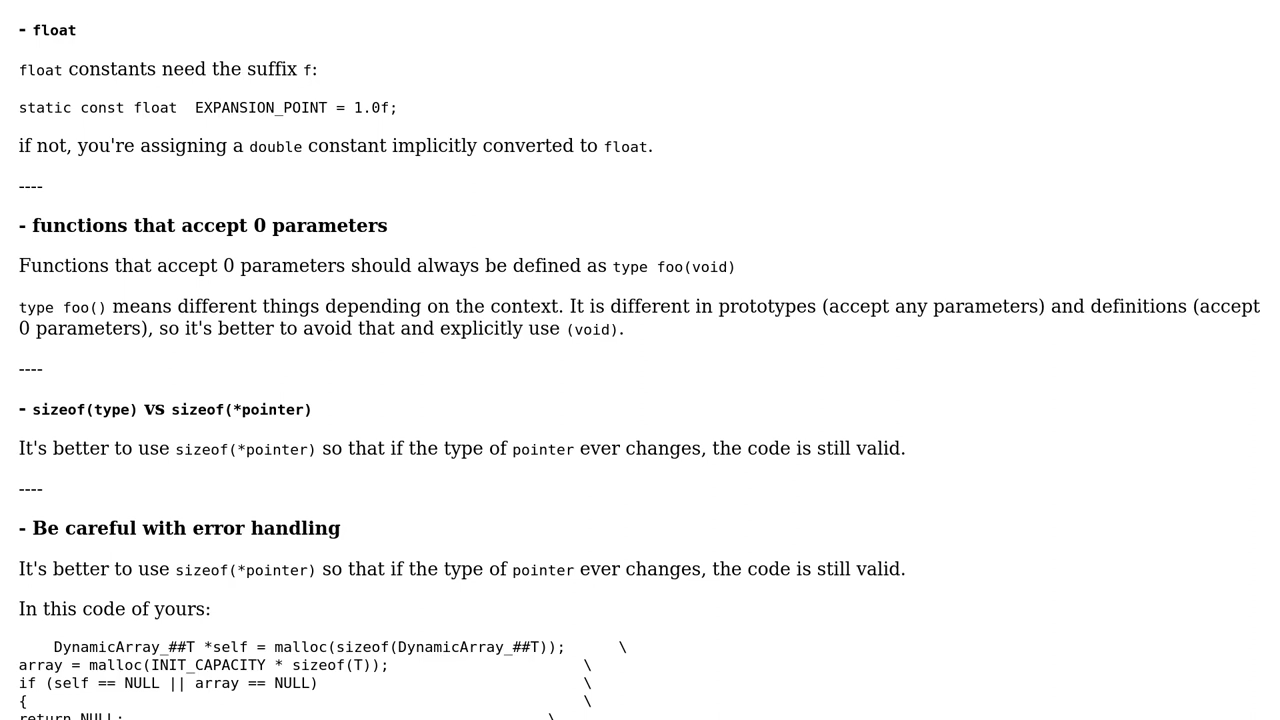 - float
float constants need the suffix f:
static const float  EXPANSION_POINT = 1.0f;
if not, you're assigning a double constant implicitly converted to float.
----
- functions that accept 0 parameters
Functions that accept 0 parameters should always be defined as type foo(void)
type foo() means different things depending on the context. It is different in prototypes (accept any parameters) and definitions (accept
0 parameters), so it's better to avoid that and explicitly use (void).
----
- sizeof(type) vs sizeof(*pointer)
It's better to use sizeof(*pointer) so that if the type of pointer ever changes, the code is still valid.
----
- Be careful with error handling
It's better to use sizeof(*pointer) so that if the type of pointer ever changes, the code is still valid.
In this code of yours:
    DynamicArray_##T *self = malloc(sizeof(DynamicArray_##T));      \
array = malloc(INIT_CAPACITY * sizeof(T));                      \
if (self == NULL || array == NULL)                              \
{                                                               \
return NULL;                                                \